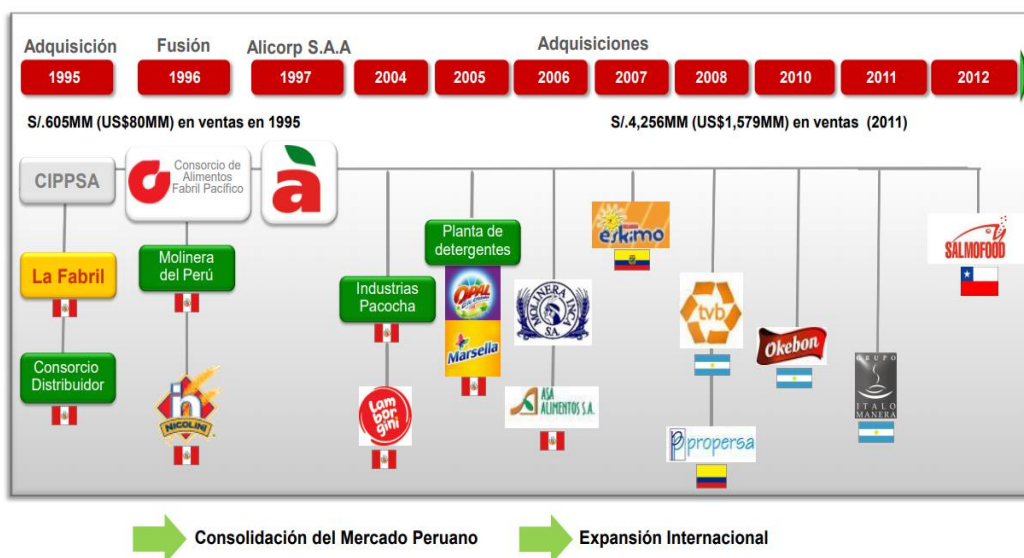 Adquisición
Fusión
Alicorp S.A.A
Adquisiciones
1995
1996
1997
2004
2005
2006
2007
2008
2010
2011
2012
S/.605MM (US$80MM) en ventas en 1995
S/.4,256MM (US$1,579MM) en ventas (2011)
CIPPSA
Consorcio de
Alimentos
Fabril Pacífico
à
La Fabril
Molinera
del Perú
Consorcio
Distribuidor
NICOLINI
Industrias
Pacocha
Lam
bor
gini
Planta de
detergentes
OPAL
Marsella
MOLINERA INCA
S.A.
ASA
ALIMENTOS S.A.
eskimo
tvb
propersa
Okebon
GRUPO
ITALO
MANERA
SALMOFOOD
Consolidación del Mercado Peruano
Expansión Internacional